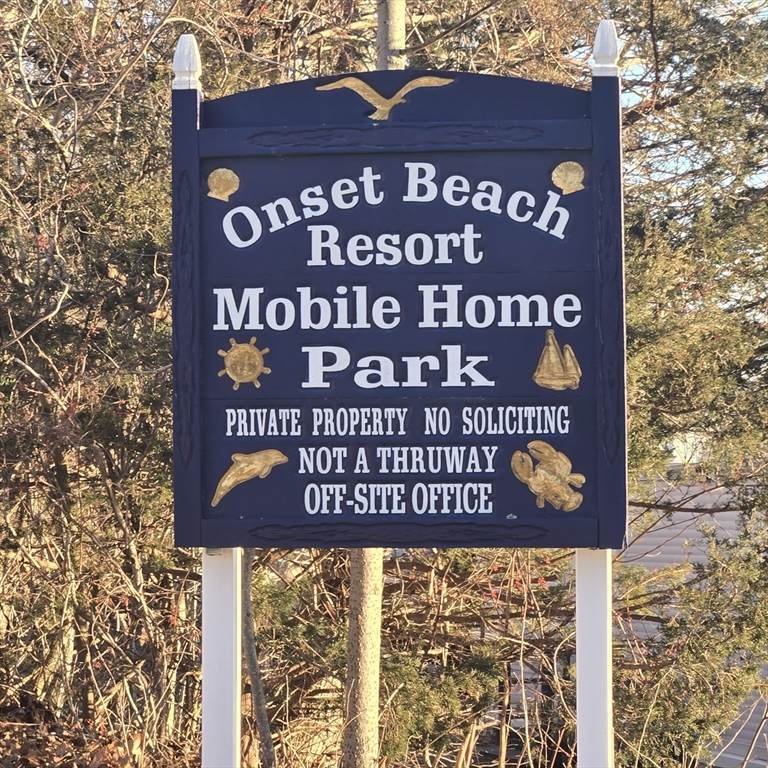 Onset Beach
Resort
Mobile Home
Park
PRIVATE PROPERTY NO SOLICITING
NOT A THRUWAY
OFF-SITE OFFICE